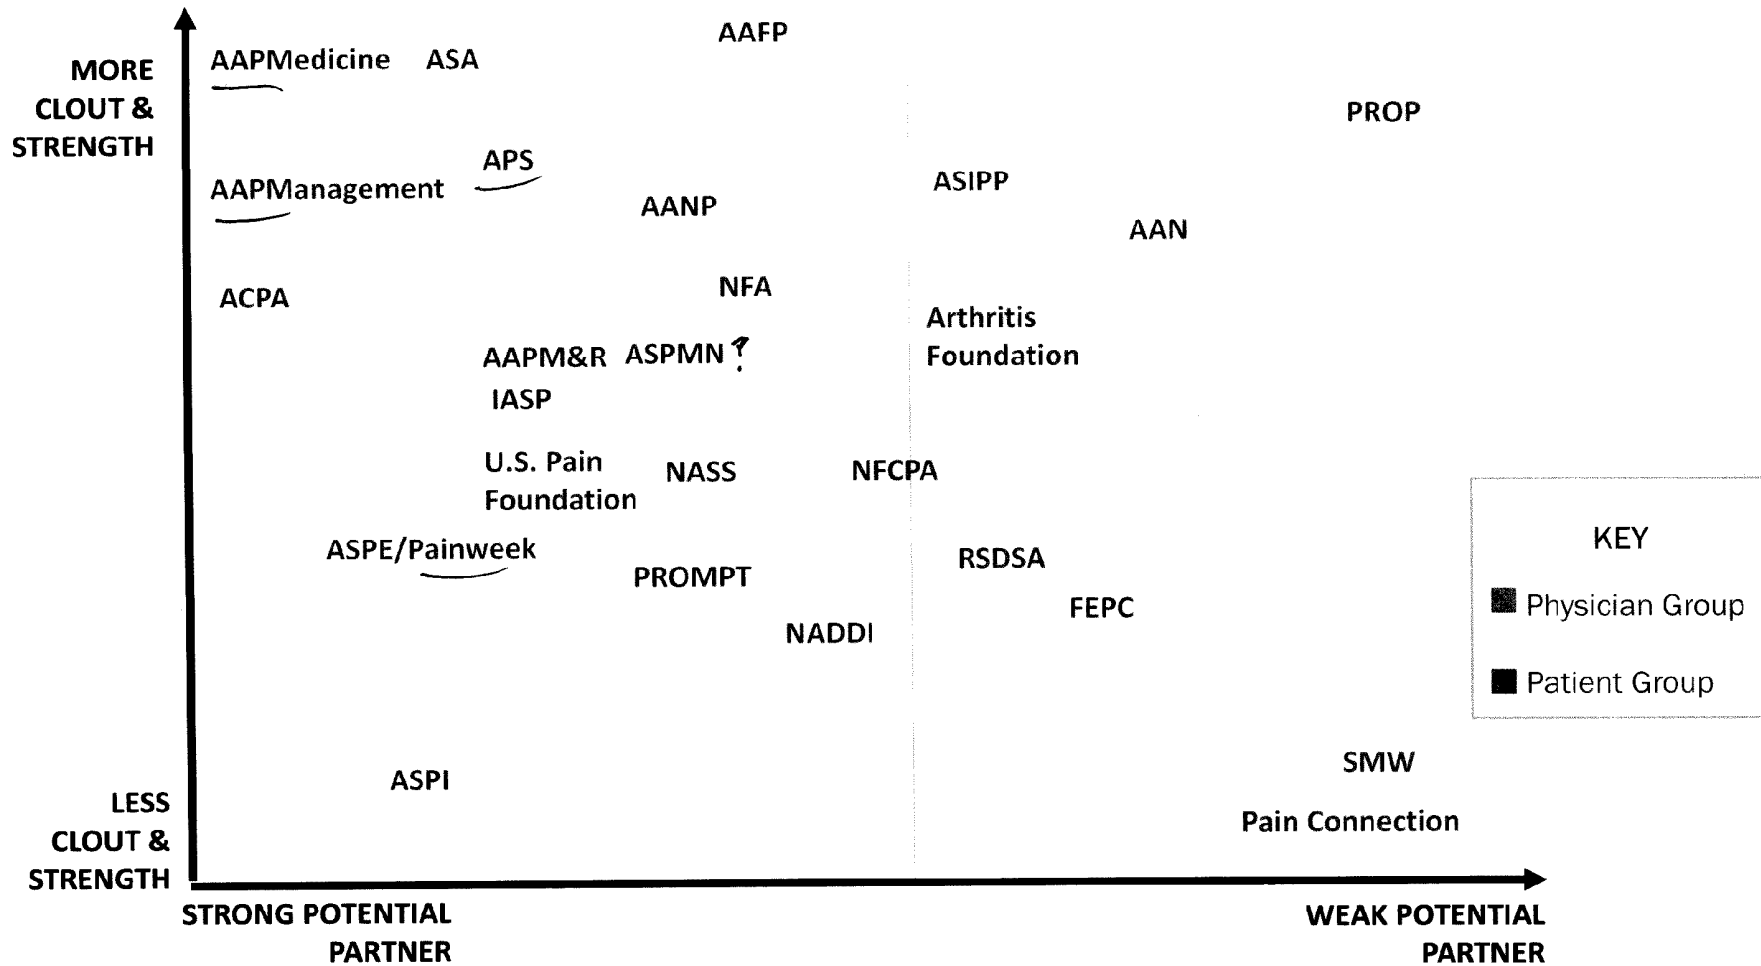 AAFP
AAPMedicine ASA
MORE
CLOUT &
STRENGTH
PROP
APS
AAPManagement
ASIPP
AANP
AAN
ACPA
NFA
Arthritis
Foundation
AAPM&R ASPMN ?
IASP
U.S. Pain
Foundation
NASS
NFCPA
ASPE/Painweek
PROMPT
RSDSA
FEPC
NADDI
KEY
Physician Group
Patient Group
SMW
ASPI
Pain Connection
LESS
CLOUT &
STRENGTH
STRONG POTENTIAL
PARTNER
WEAK POTENTIAL
PARTNER